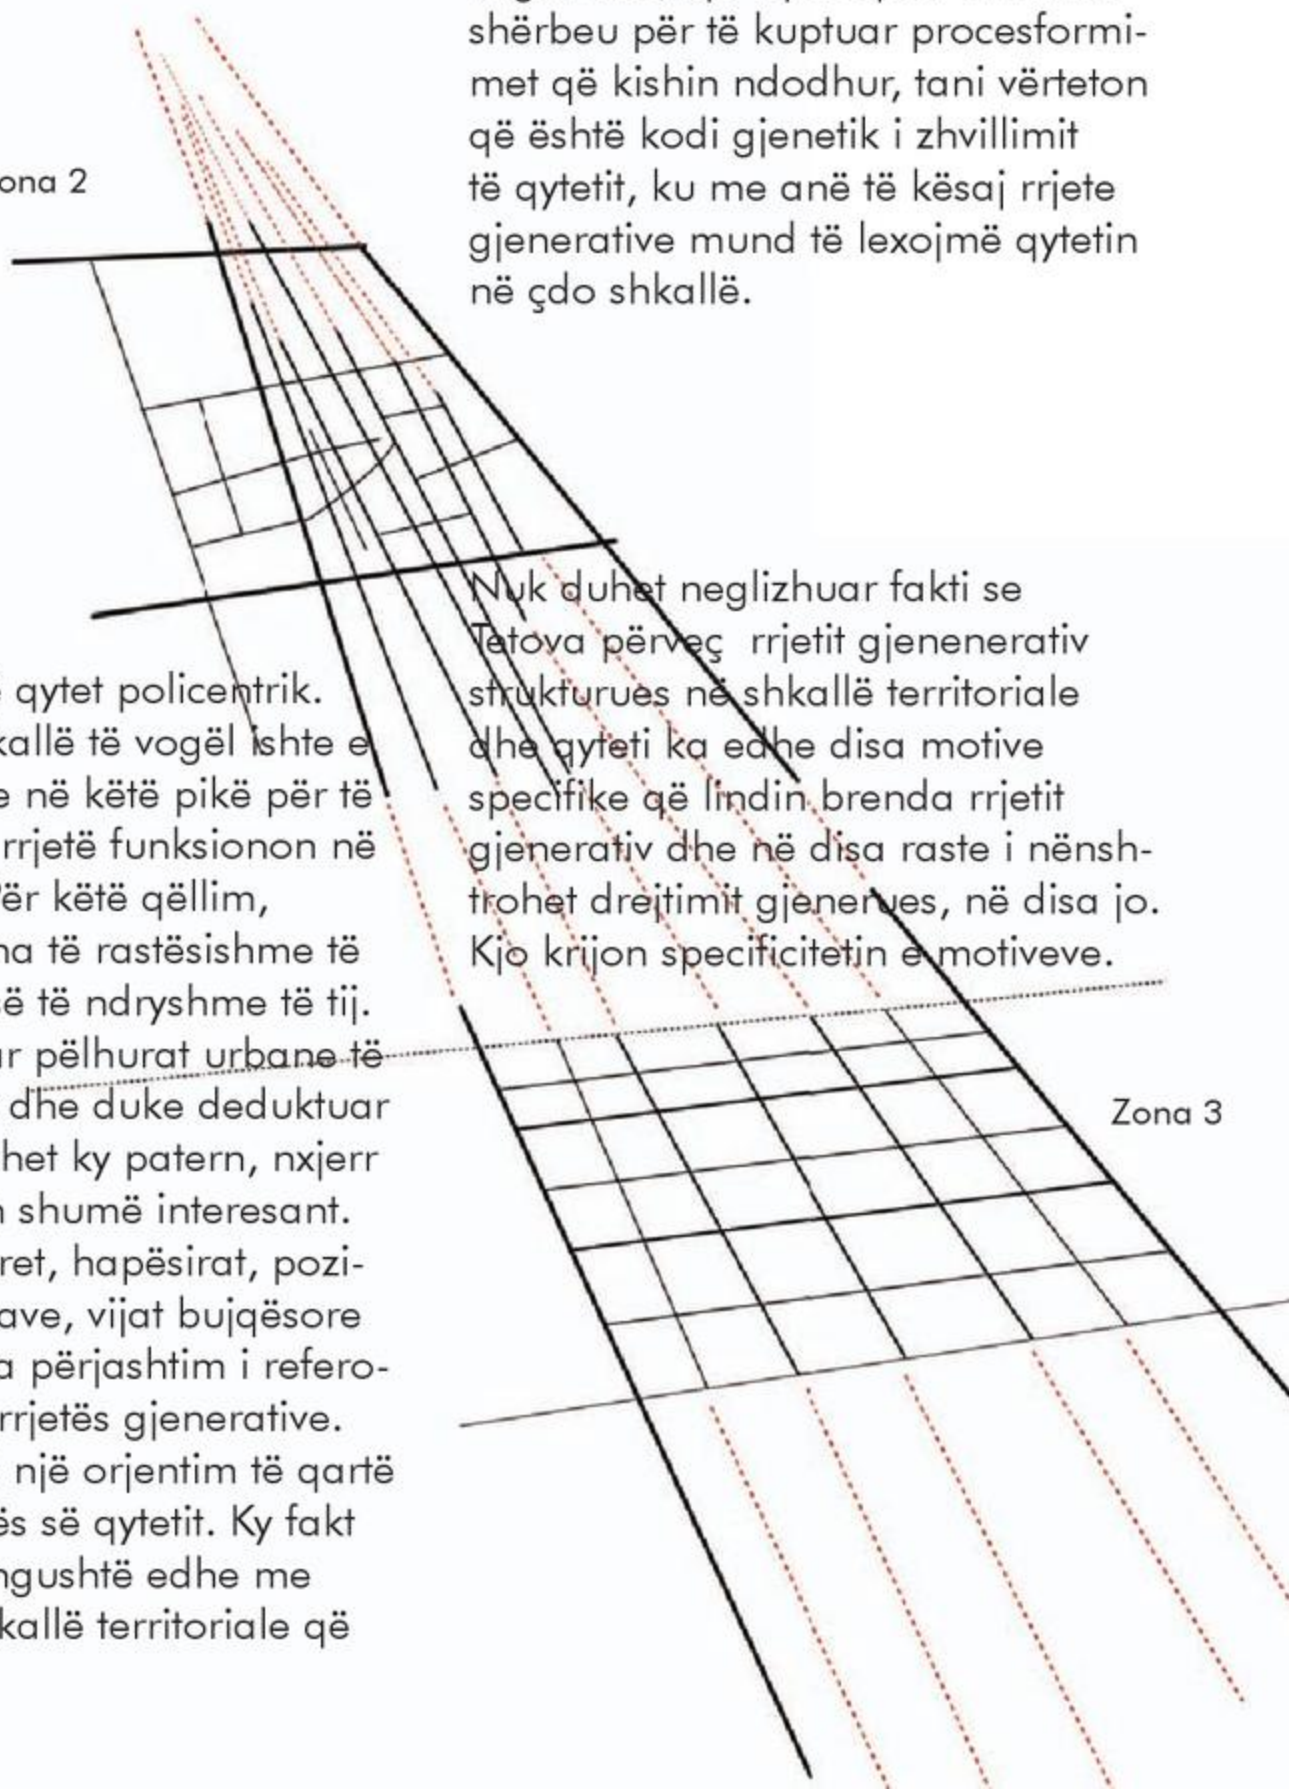 shërbeu për të kuptuar procesformi-
met që kishin ndodhur, tani vërteton
që është kodi gjenetik i zhvillimit
të qytetit, ku me anë të kësaj rrjete
gjenerative mund të lexojmë qytetin
në çdo shkallë.
ona 2
Nuk duhet neglizhuar fakti se
Tetova përveç rrjetit gjenenerativ
strukturues në shkallë territoriale
dhe qyteti ka edhe disa motive
specifike që lindin brenda rrjetit
gjenerativ dhe në disa raste i nënsh-
trohet drejtimit gjenerues, në disa jo.
Kjo krijon specificitetin e motiveve.
qytet policentrik.
kallë të vogël ishte e
e në këtë pikë për të
rrjetë funksionon në
Për këtë qëllim,
na të rastësishme të
së të ndryshme të tij.
ar pëlhurat urbane të
dhe duke deduktuar
het ky patern, nxjerr
shumë interesant.
ret, hapësirat, pozi-
ave, vijat bujqësore
a përjashtim i refero-
rrjetës gjenerative.
një orjentim të qartë
ës së qytetit. Ky fakt
ngushtë edhe me
kallë territoriale që
Zona 3